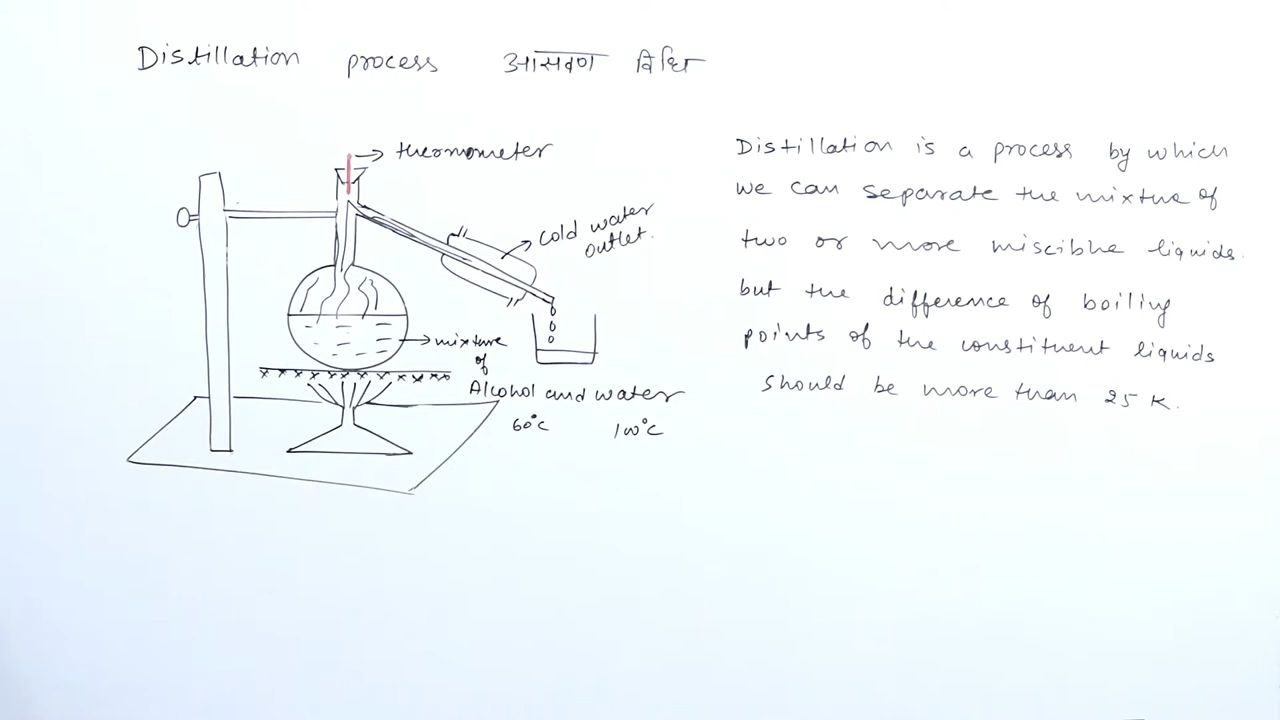 Distillation process आसवण विधि
thermometer
cold water
outlet.
mixture
of
Alcohol and water
60°C 100°C
Distillation is a process by which
we can separate the mixture of
two or more miscible liquids.
but the difference of boiling
points of the constituent liquids
should be more than 25 K.